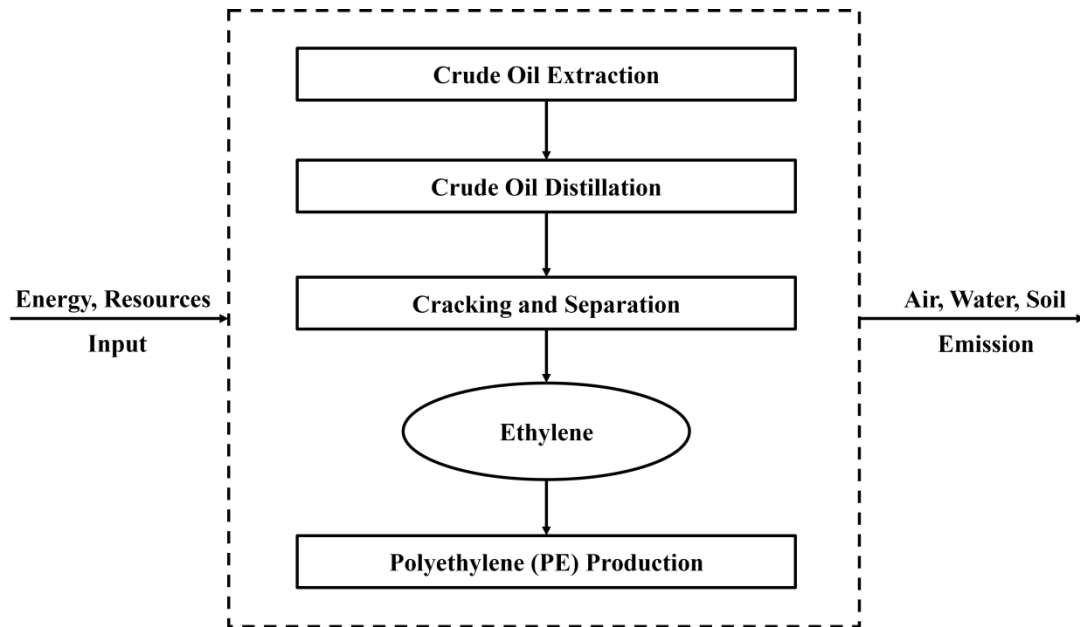 Crude Oil Extraction
Crude Oil Distillation
Energy, Resources
Input
Cracking and Separation
Air, Water, Soil
Emission
Ethylene
Polyethylene (PE) Production